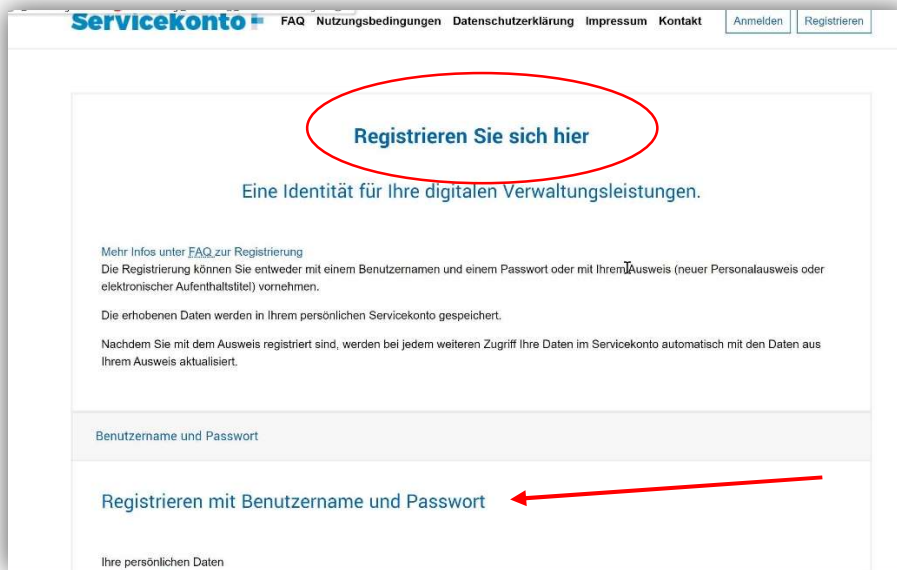 Servicekonto
FAQ Nutzungsbedingungen Datenschutzerklärung Impressum Kontakt Anmelden Registrieren
Registrieren Sie sich hier
Eine Identität für Ihre digitalen Verwaltungsleistungen.
Mehr Infos unter FAQ zur Registrierung
Die Registrierung können Sie entweder mit einem Benutzernamen und einem Passwort oder mit Ihrem Ausweis (neuer Personalausweis oder
elektronischer Aufenthaltstitel) vornehmen.
Die erhobenen Daten werden in Ihrem persönlichen Servicekonto gespeichert.
Nachdem Sie mit dem Ausweis registriert sind, werden bei jedem weiteren Zugriff Ihre Daten im Servicekonto automatisch mit den Daten aus
Ihrem Ausweis aktualisiert.
Benutzername und Passwort
Registrieren mit Benutzername und Passwort
Ihre persönlichen Daten